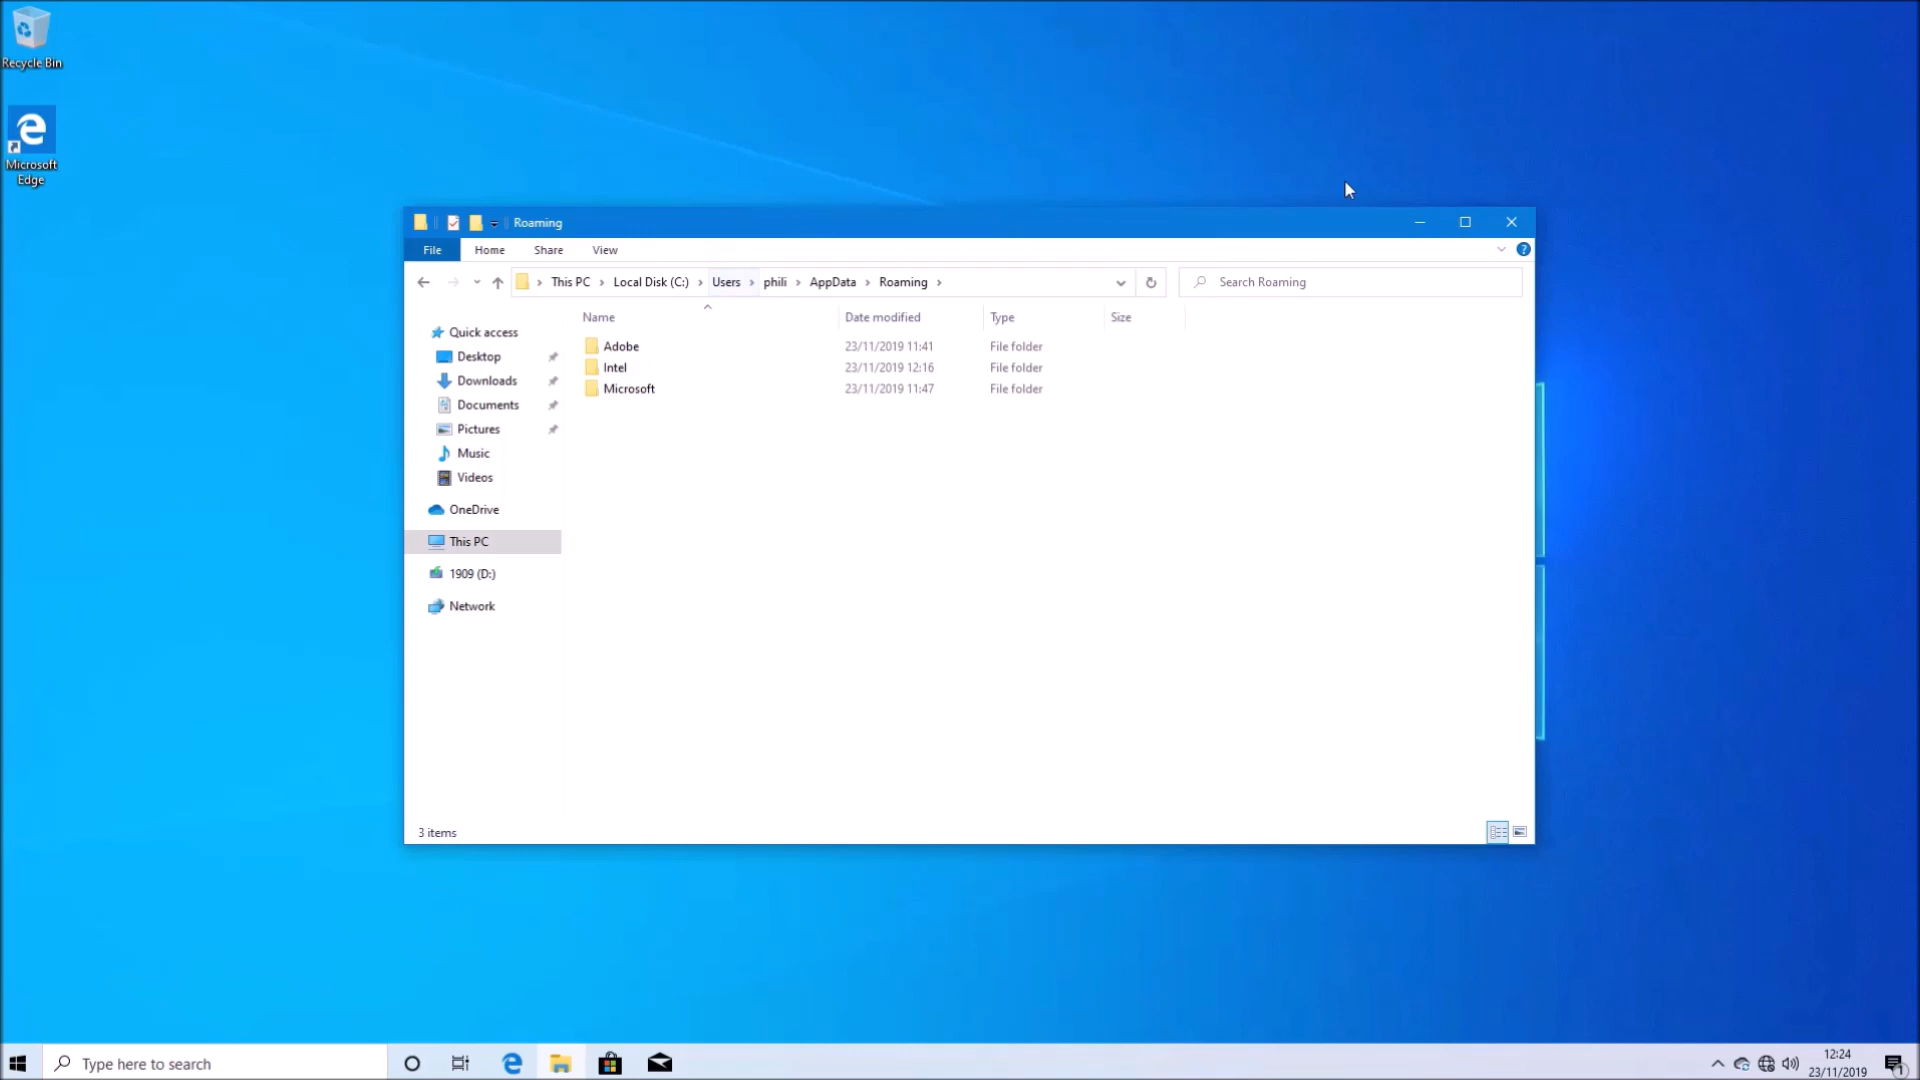 Recycle Bin
Microsoft
Edge
Roaming
File Home Share View
This PC Local Disk (C:) Users phili AppData Roaming
Search Roaming
Name Date modified Type Size
Adobe 23/11/2019 11:41 File folder
Intel 23/11/2019 12:16 File folder
Microsoft 23/11/2019 11:47 File folder
Quick access
Desktop
Downloads
Documents
Pictures
Music
Videos
OneDrive
This PC
1909 (D:)
Network
3 items
Type here to search
12:24
23/11/2019
1